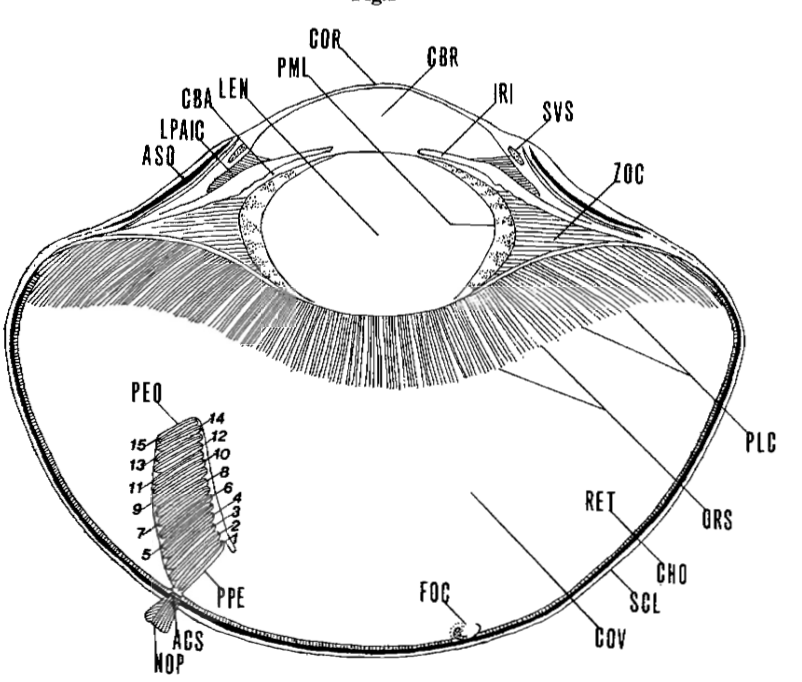 COR
CBR
PML
LEN
IRI
CBA
SVS
LPAIC
ASO
ZOC
PEO
14
15
12
13
10
11
8
6
9
4
3
7
2
1
5
PLC
RET
ORS
CHO
PPE
FOC
SCL
COV
ACS
NOP